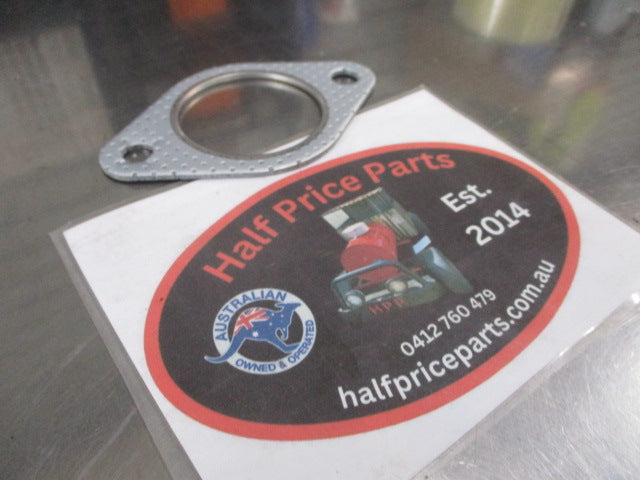 Half Price Parts
Est.
2014
AUSTRALIAN
OWNED & OPERATED
HPP
0412 760 479
halfpriceparts.com.au